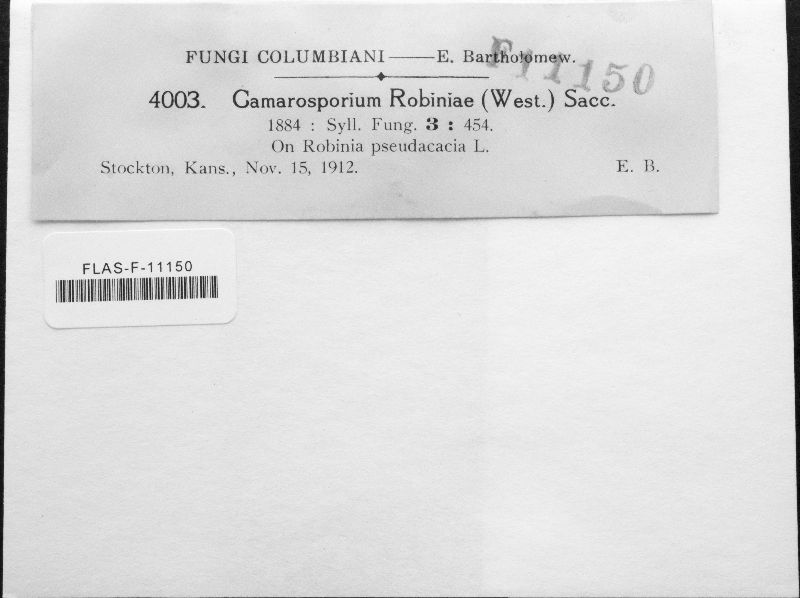 FUNGI COLUMBIANI——E. Bartholomew.
F11150
4003. Camarosporium Robiniae (West.) Sacc.
1884 : Syll. Fung. 3 : 454.
On Robinia pseudacacia L.
Stockton, Kans., Nov. 15, 1912. E. B.
FLAS-F-11150